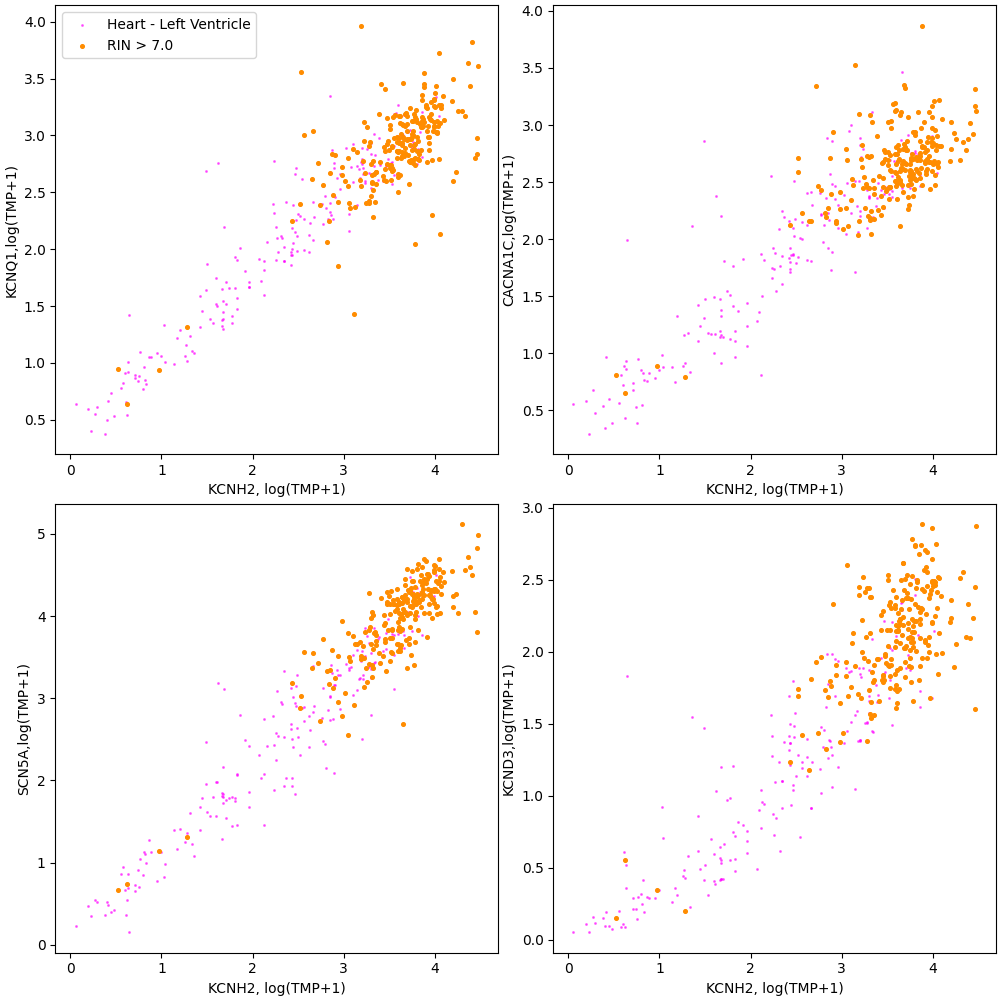 Heart - Left Ventricle
RIN > 7.0
4.0
3.5
3.0
2.5
2.0
1.5
1.0
0.5
KCNQ1,log(TMP+1)
0 1 2 3 4
KCNH2, log(TMP+1)
4.0
3.5
3.0
2.5
2.0
1.5
1.0
0.5
CACNA1C,log(TMP+1)
0 1 2 3 4
KCNH2, log(TMP+1)
5
4
3
2
1
0
SCN5A,log(TMP+1)
0 1 2 3 4
KCNH2, log(TMP+1)
3.0
2.5
2.0
1.5
1.0
0.5
0.0
KCND3,log(TMP+1)
0 1 2 3 4
KCNH2, log(TMP+1)